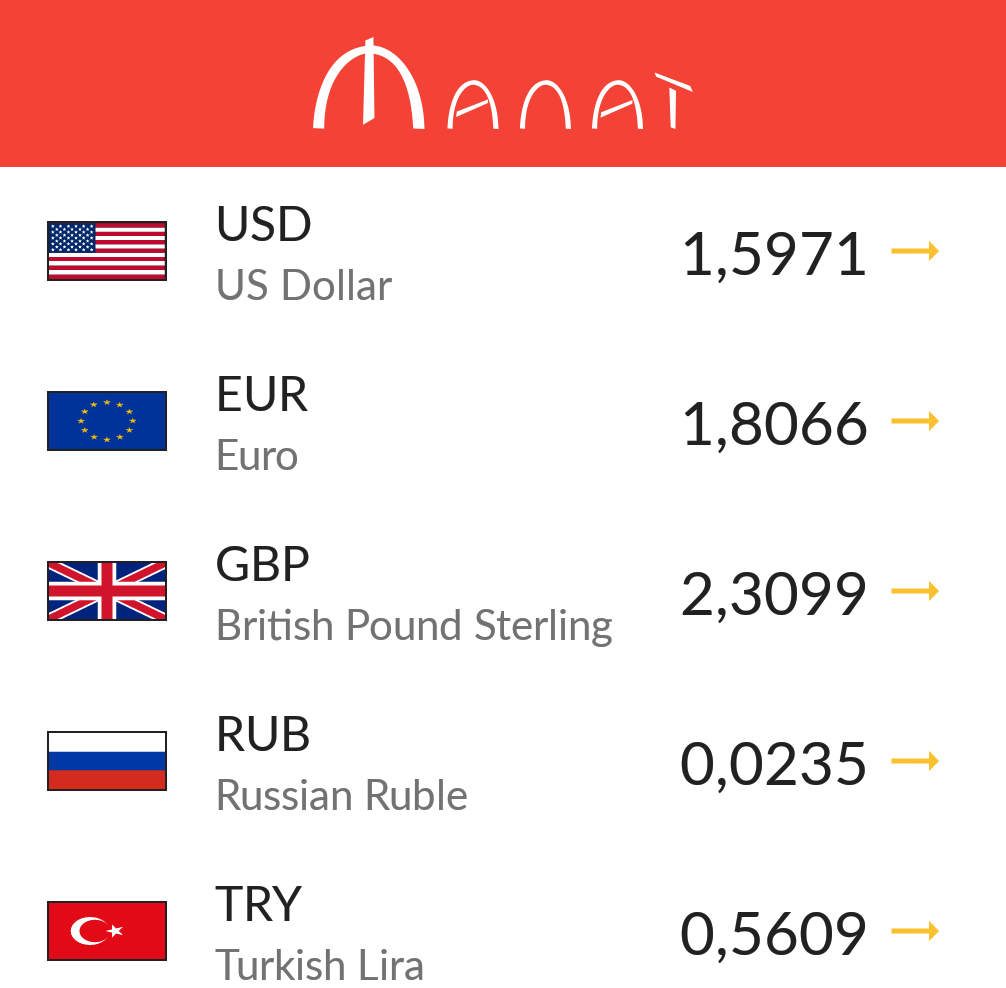 MANAT
USD
US Dollar
1,5971
EUR
Euro
1,8066
GBP
British Pound Sterling
2,3099
RUB
Russian Ruble
0,0235
TRY
Turkish Lira
0,5609